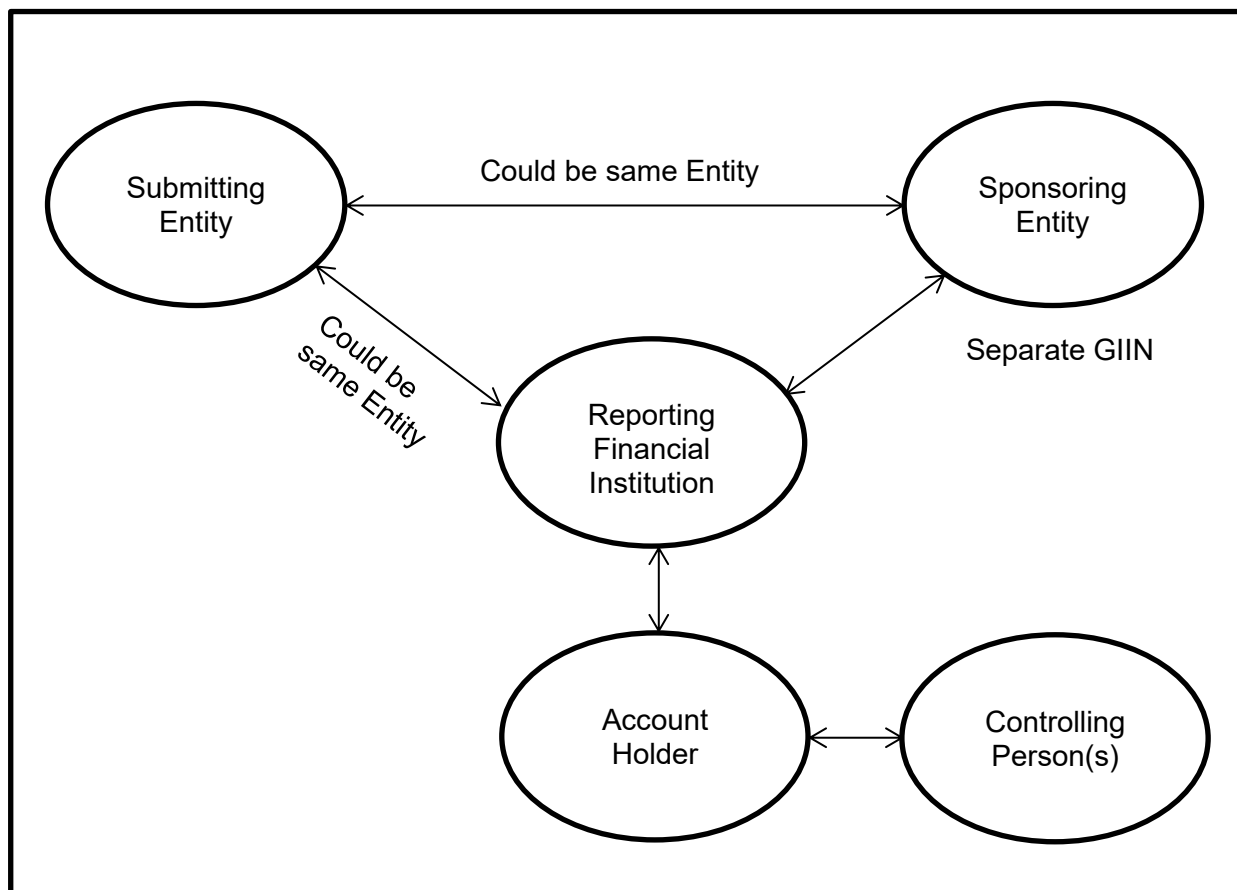 Submitting
Entity
Could be same Entity
Sponsoring
Entity
Could be
same Entity
Separate GIIN
Reporting
Financial
Institution
Account
Holder
Controlling
Person(s)